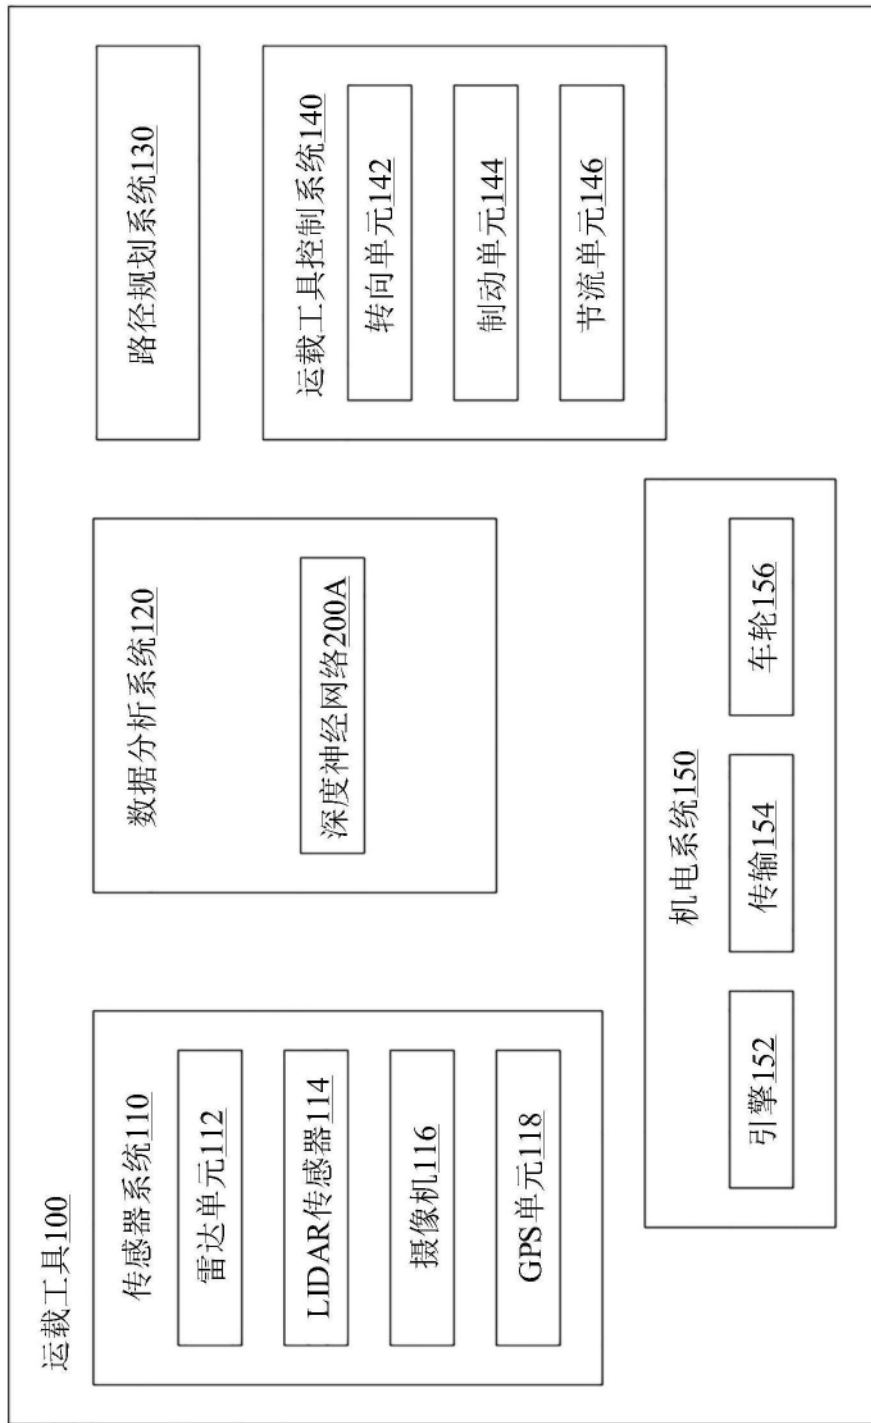 运载工具100
传感器系统110
雷达单元112
LIDAR传感器114
摄像机116
GPS单元118
数据分析系统120
深度神经网络200A
路径规划系统130
运载工具控制系统140
转向单元142
制动单元144
节流单元146
机电系统150
引擎152
传输154
车轮156